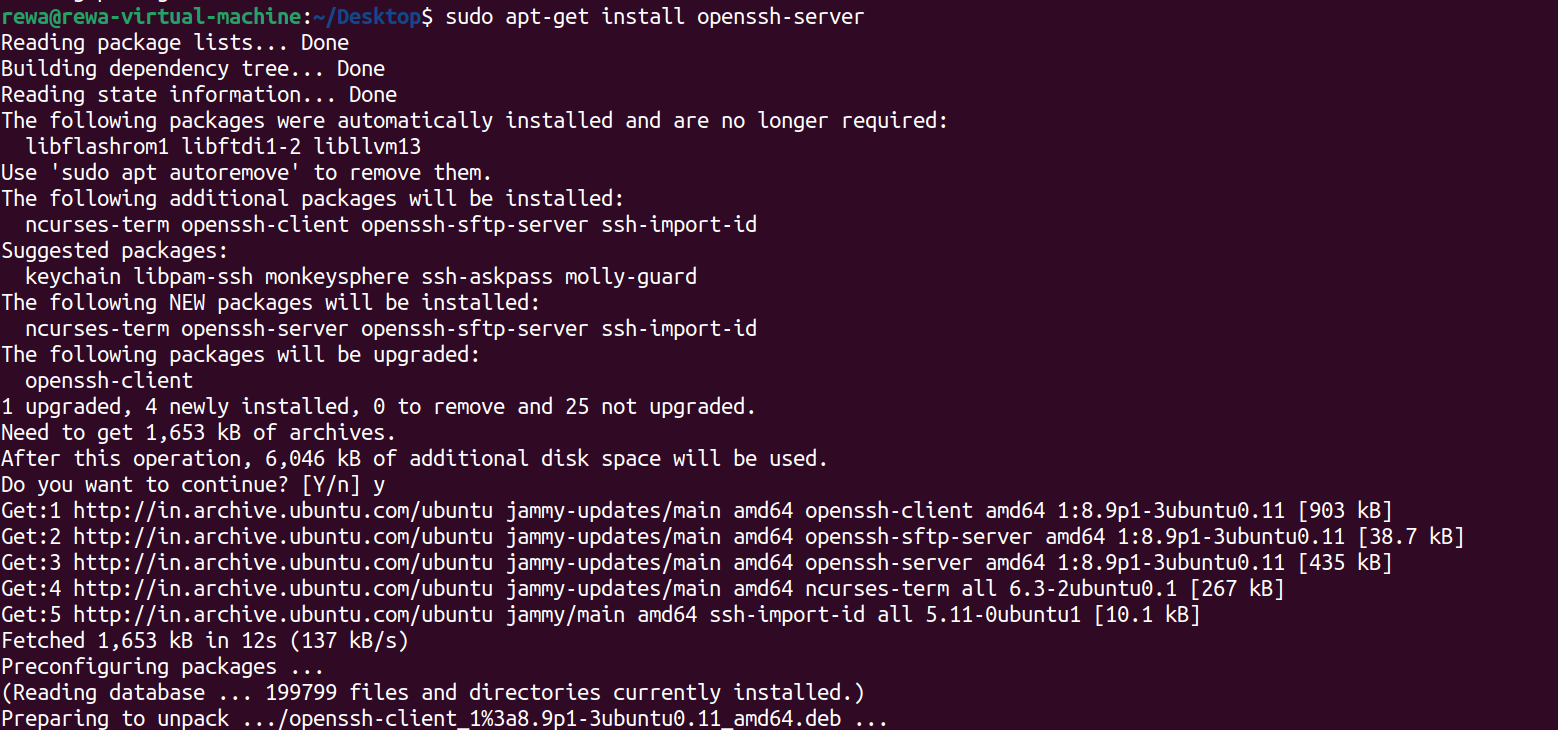 rewa@rewa-virtual-machine:~/Desktop$ sudo apt-get install openssh-server
Reading package lists... Done
Building dependency tree... Done
Reading state information... Done
The following packages were automatically installed and are no longer required:
  libflashrom1 libftdi1-2 libllvm13
Use 'sudo apt autoremove' to remove them.
The following additional packages will be installed:
  ncurses-term openssh-client openssh-sftp-server ssh-import-id
Suggested packages:
  keychain libpam-ssh monkeysphere ssh-askpass molly-guard
The following NEW packages will be installed:
  ncurses-term openssh-server openssh-sftp-server ssh-import-id
The following packages will be upgraded:
  openssh-client
1 upgraded, 4 newly installed, 0 to remove and 25 not upgraded.
Need to get 1,653 kB of archives.
After this operation, 6,046 kB of additional disk space will be used.
Do you want to continue? [Y/n] y
Get:1 http://in.archive.ubuntu.com/ubuntu jammy-updates/main amd64 openssh-client amd64 1:8.9p1-3ubuntu0.11 [903 kB]
Get:2 http://in.archive.ubuntu.com/ubuntu jammy-updates/main amd64 openssh-sftp-server amd64 1:8.9p1-3ubuntu0.11 [38.7 kB]
Get:3 http://in.archive.ubuntu.com/ubuntu jammy-updates/main amd64 openssh-server amd64 1:8.9p1-3ubuntu0.11 [435 kB]
Get:4 http://in.archive.ubuntu.com/ubuntu jammy-updates/main amd64 ncurses-term all 6.3-2ubuntu0.1 [267 kB]
Get:5 http://in.archive.ubuntu.com/ubuntu jammy/main amd64 ssh-import-id all 5.11-0ubuntu1 [10.1 kB]
Fetched 1,653 kB in 12s (137 kB/s)
Preconfiguring packages ...
(Reading database ... 199799 files and directories currently installed.)
Preparing to unpack .../openssh-client_1%3a8.9p1-3ubuntu0.11_amd64.deb ...